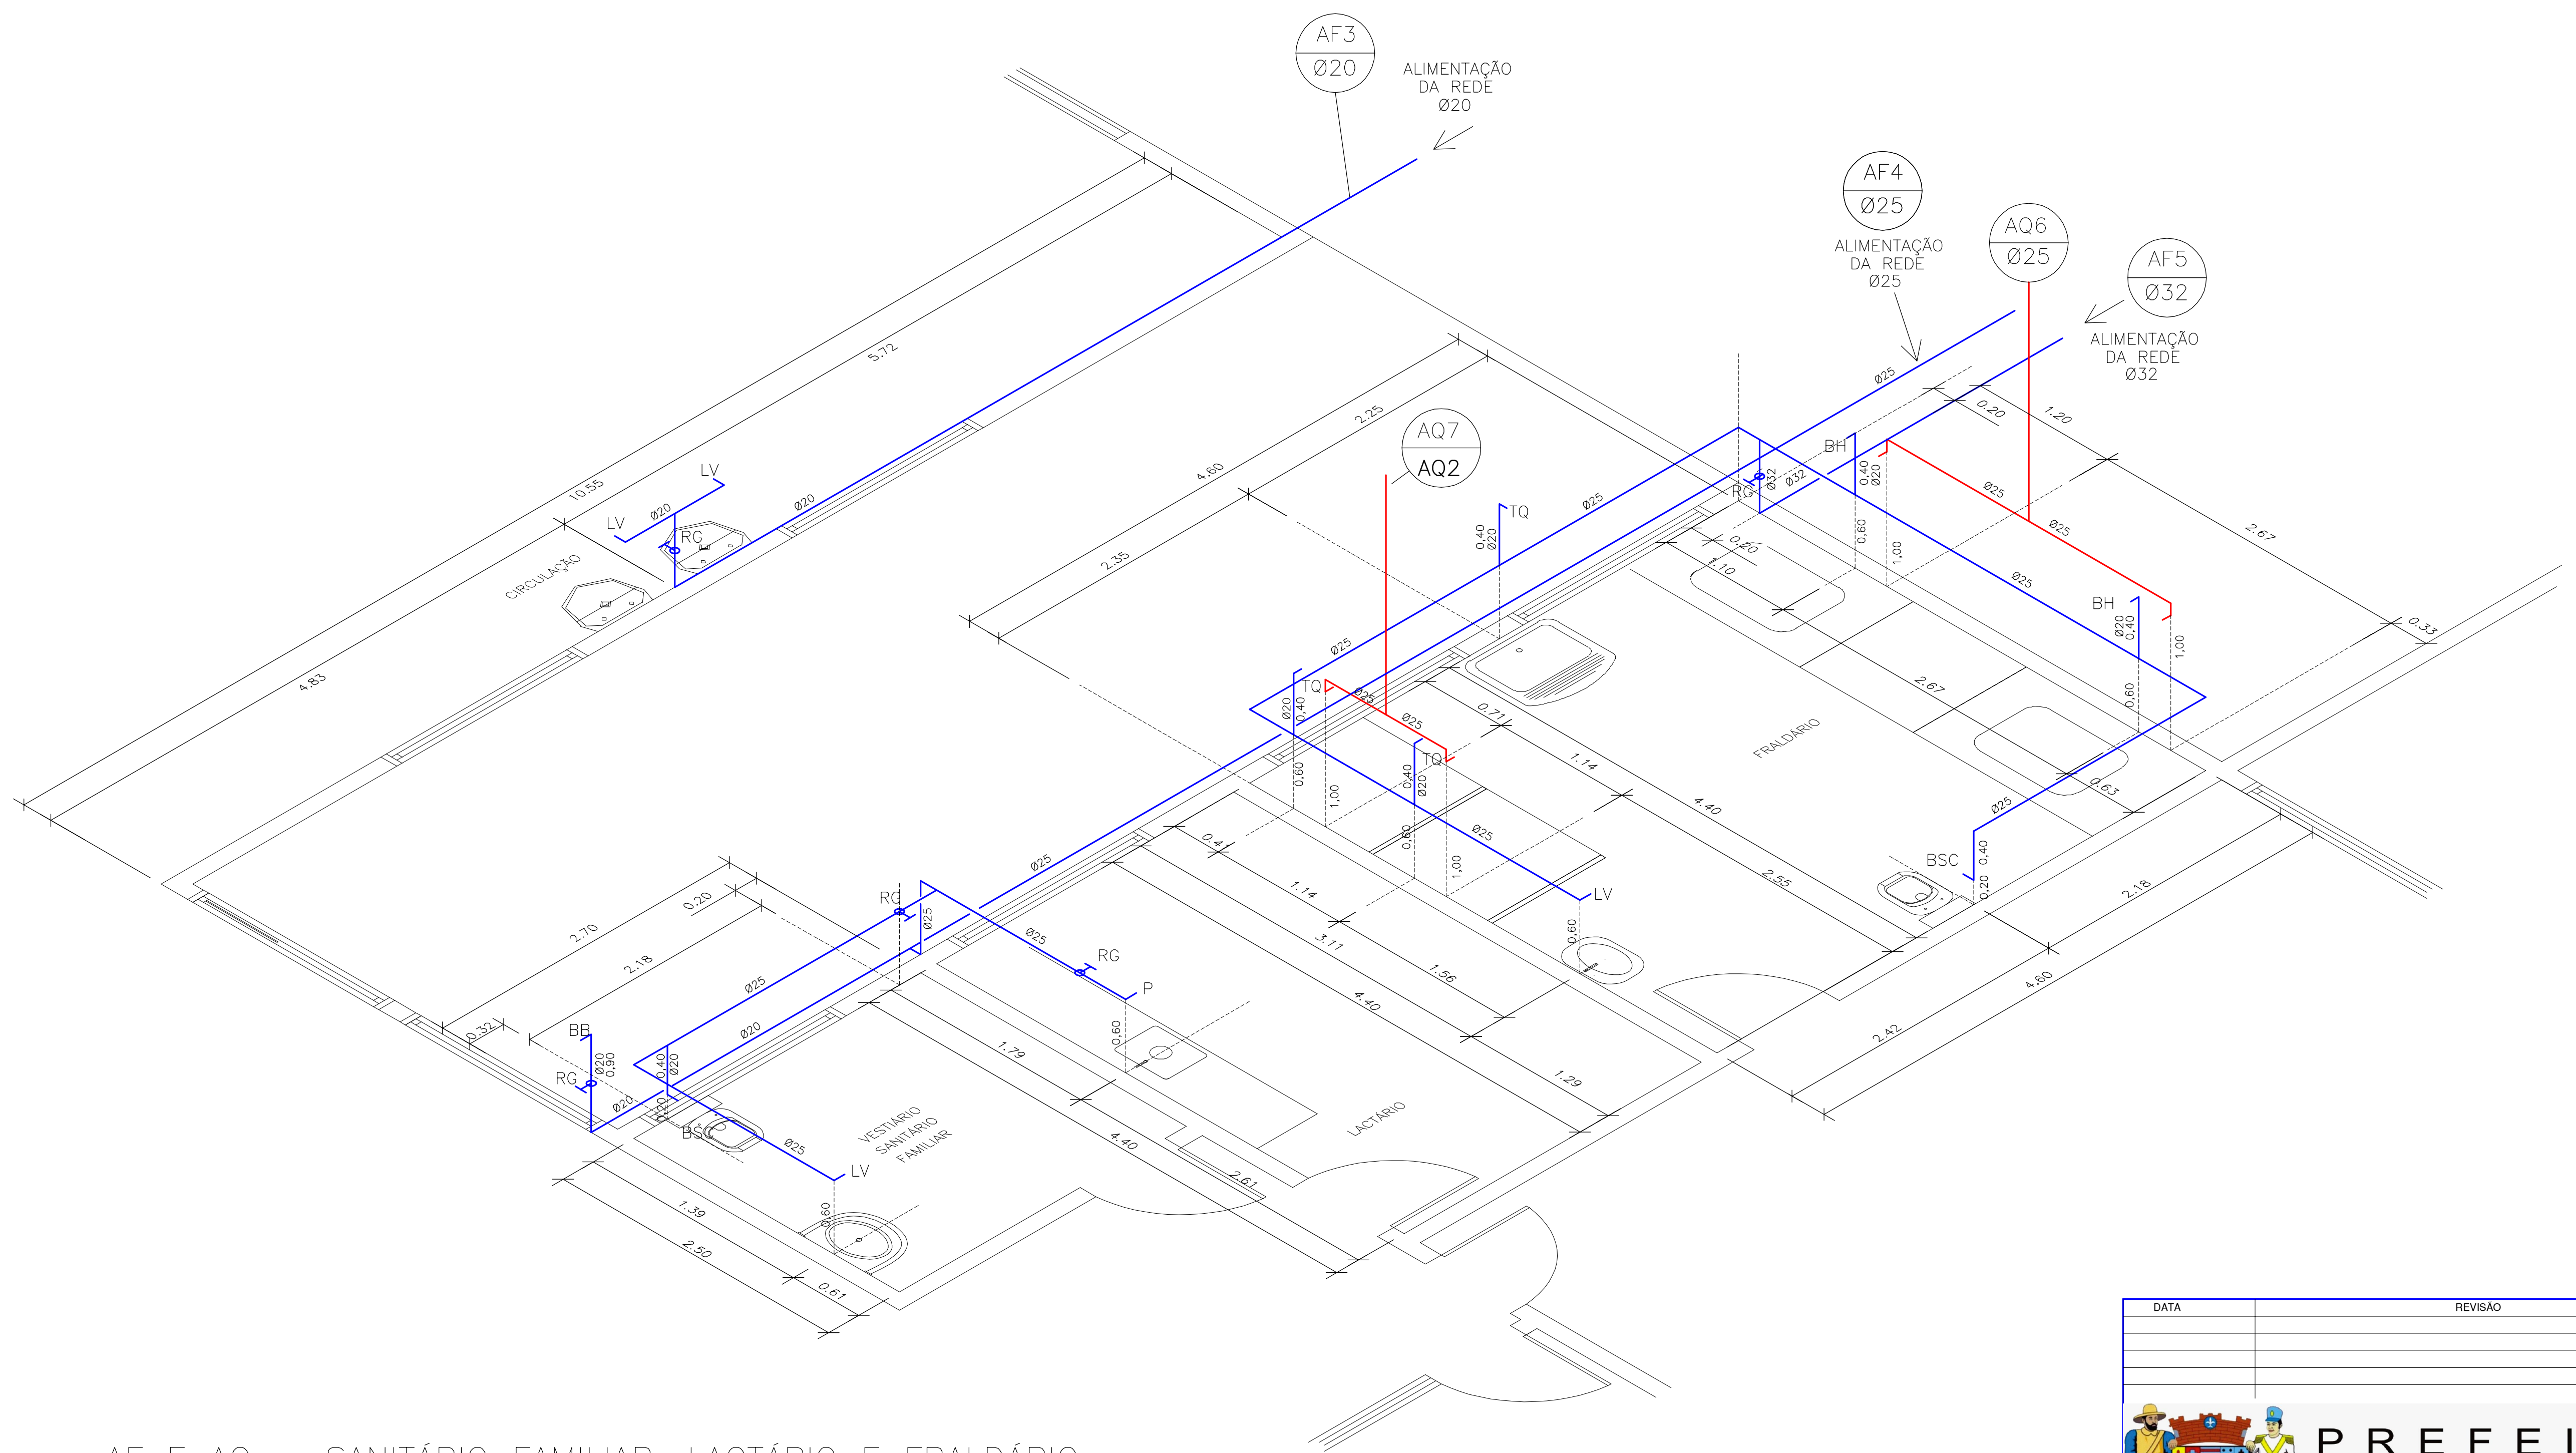 AF3
Ø20
ALIMENTAÇÃO
DA REDE
Ø20
AF4
Ø25
ALIMENTAÇÃO
DA REDE
Ø25
AQ6
Ø25
AF5
Ø32
ALIMENTAÇÃO
DA REDE
Ø32
AQ7
AQ2
5.72
10.55
4.83
LV
Ø20
LV
RG
Ø20
CIRCULAÇÃO
4.60
2.25
2.35
Ø25
0.20
1.20
2.67
0.33
BH
RG
Ø32
Ø32
0,40
Ø20
0,60
1,00
Ø25
Ø25
Ø25
BH
Ø20
0,40
0,60
1,00
TQ
0,40
Ø20
Ø25
Ø25
0.20
1.10
2.67
0.63
FRALDÁRIO
TQ
Ø20
0,40
0,60
1,00
Ø25
Ø25
TQ
0,40
Ø20
0,60
1,00
Ø25
LV
0,60
0.71
1.14
4.40
2.55
BSC
Ø25
0,40
0,20
2.18
4.60
2.42
Ø25
0.41
1.14
3.11
1.56
4.40
1.29
RG
Ø25
Ø25
RG
P
0,60
2.70
0.20
2.18
0.32
Ø25
Ø20
BB
Ø20
0,90
RG
Ø20
0,40
Ø20
0,20
BSC
Ø25
LV
0,60
VESTIÁRIO
SANITÁRIO
FAMILIAR
LACTÁRIO
1.79
4.40
2.61
1.39
2.50
0.61
DATA
REVISÃO
PREFEI
AF E AQ - SANITÁRIO FAMILIAR, LACTÁRIO E FRALDÁRIO